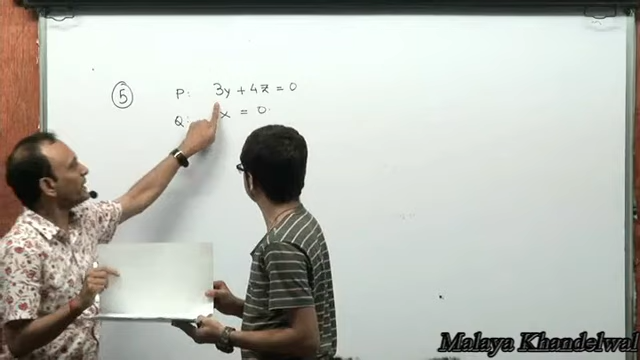 ⑤ P: 3y + 4z = 0
Q: x = 0
Malaya Khandelwal